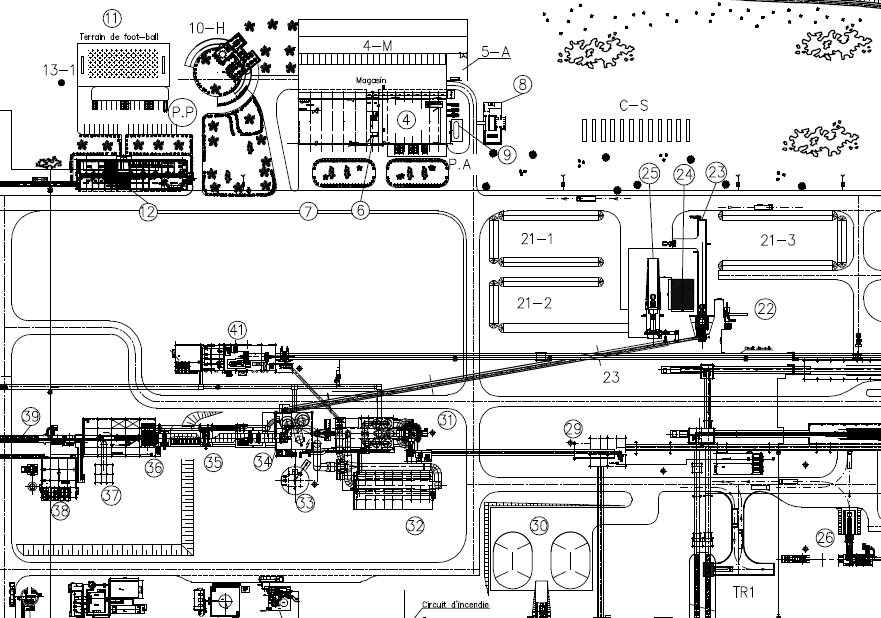 11
Terrain de foot-ball
10-H
4-M
5-A
13-1
Magasin
8
P.P
4
C-S
9
P.A
25
24
23
12
7
6
21-1
21-3
21-2
22
41
23
39
31
29
36
35
34
37
33
38
32
30
26
TR1
Circuit d'incendie